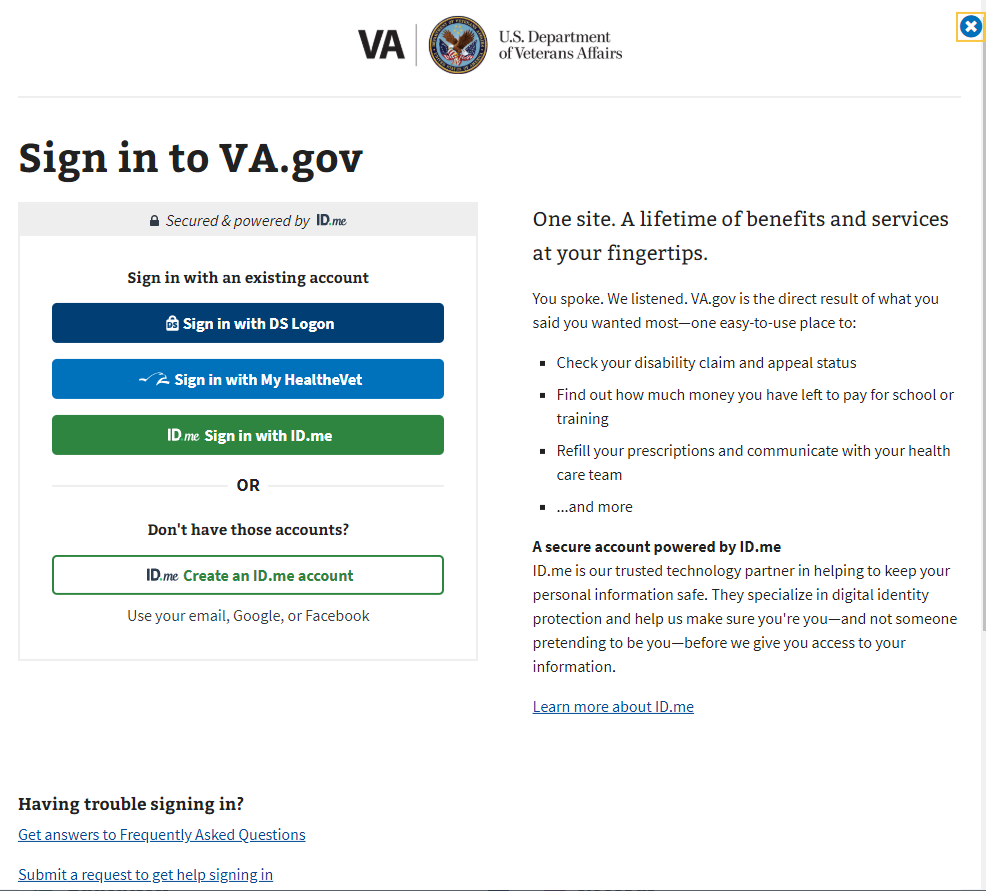 VA
U.S. Department
of Veterans Affairs
Sign in to VA.gov
Secured & powered by ID.me
Sign in with an existing account
DS Sign in with DS Logon
Sign in with My HealtheVet
ID.me Sign in with ID.me
OR
Don't have those accounts?
ID.me Create an ID.me account
Use your email, Google, or Facebook
One site. A lifetime of benefits and services
at your fingertips.
You spoke. We listened. VA.gov is the direct result of what you
said you wanted most—one easy-to-use place to:
Check your disability claim and appeal status
Find out how much money you have left to pay for school or
training
Refill your prescriptions and communicate with your health
care team
...and more
A secure account powered by ID.me
ID.me is our trusted technology partner in helping to keep your
personal information safe. They specialize in digital identity
protection and help us make sure you're you—and not someone
pretending to be you—before we give you access to your
information.
Learn more about ID.me
Having trouble signing in?
Get answers to Frequently Asked Questions
Submit a request to get help signing in